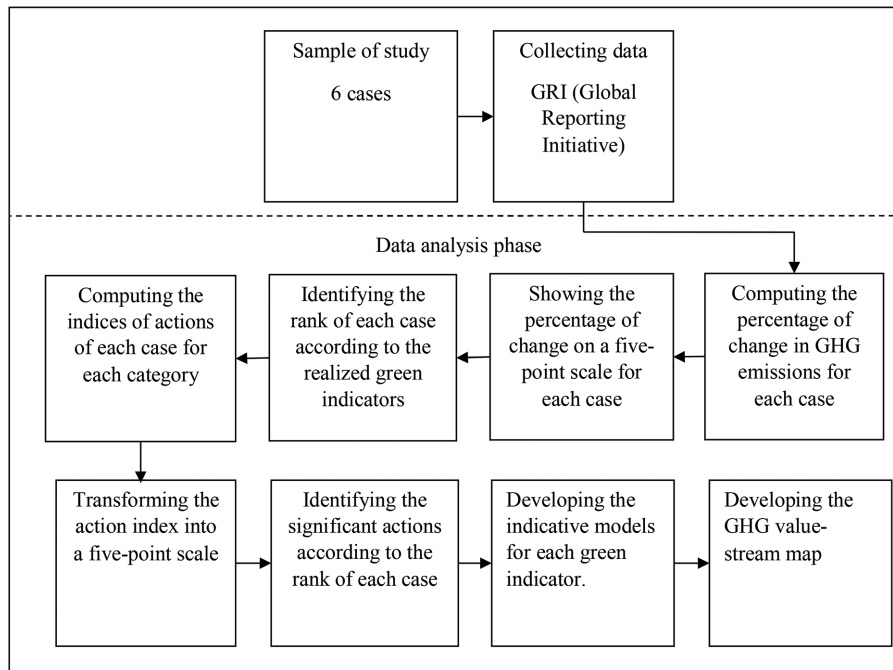 Sample of study
6 cases
Collecting data
GRI (Global
Reporting
Initiative)
Data analysis phase
Computing the
percentage of
change in GHG
emissions for
each case
Showing the
percentage of
change on a five-
point scale for
each case
Identifying the
rank of each case
according to the
realized green
indicators
Computing the
indices of actions
of each case for
each category
Transforming the
action index into
a five-point scale
Identifying the
significant actions
according to the
rank of each case
Developing the
indicative models
for each green
indicator.
Developing the
GHG value-
stream map